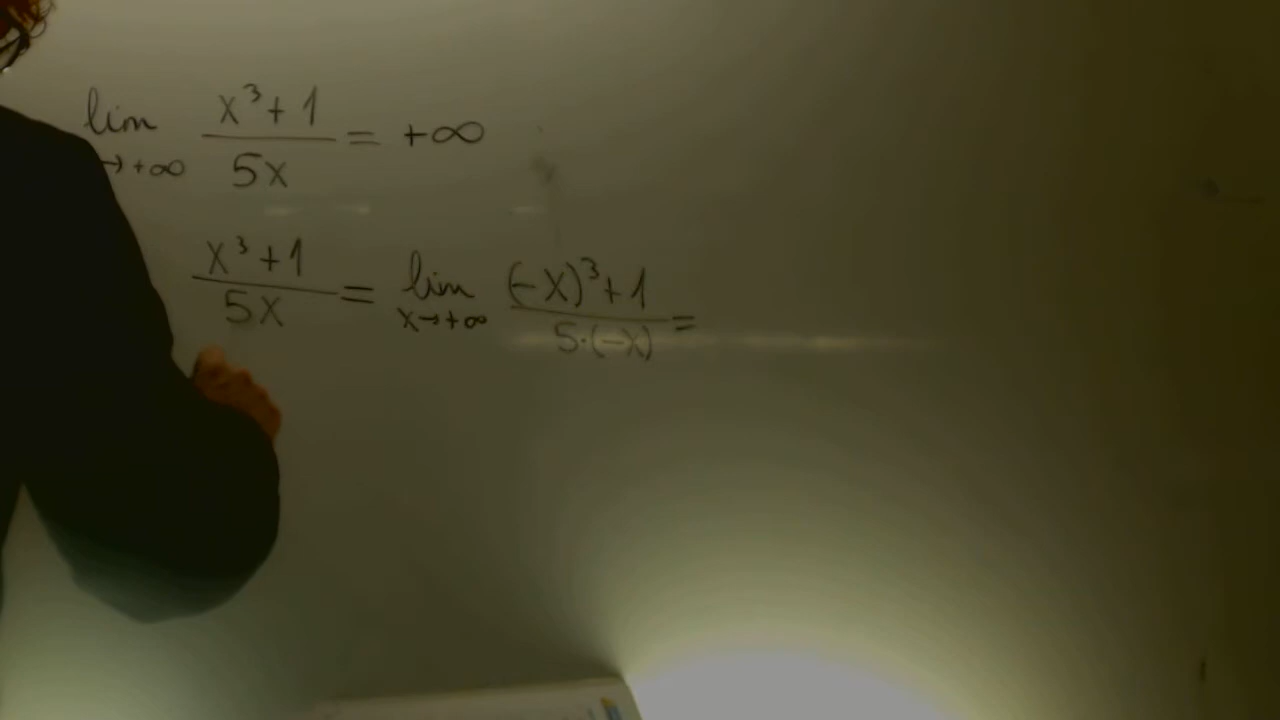 lim x³+1 / 5x = +∞
→+∞
x³+1 / 5x = lim (-x)³+1 / 5·(-x) =
x→+∞